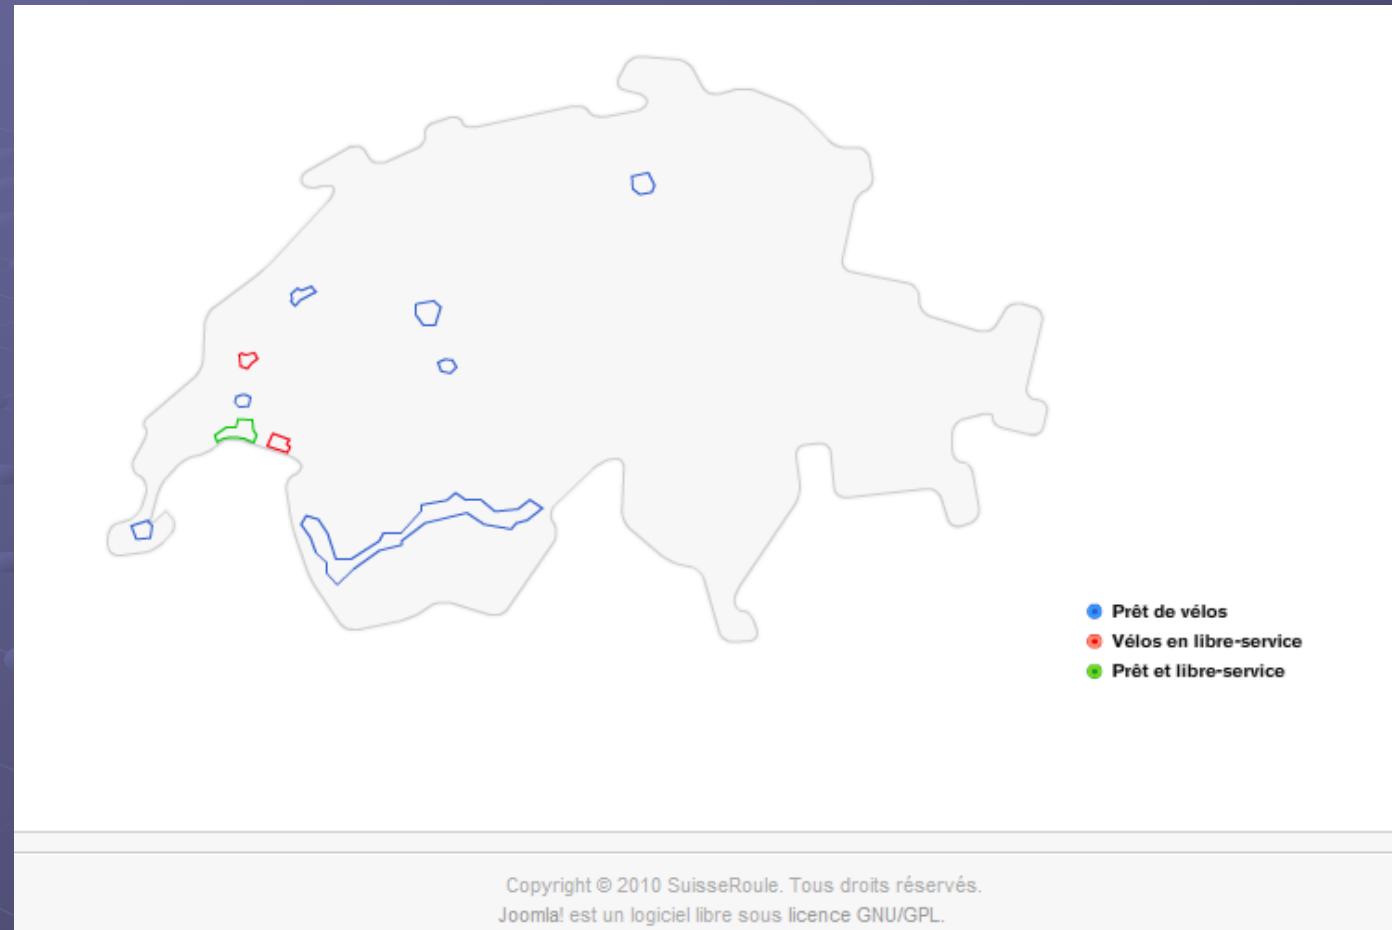 Prêt de vélos
Vélos en libre-service
Prêt et libre-service
Copyright © 2010 SuisseRoule. Tous droits réservés.
Joomla! est un logiciel libre sous licence GNU/GPL.